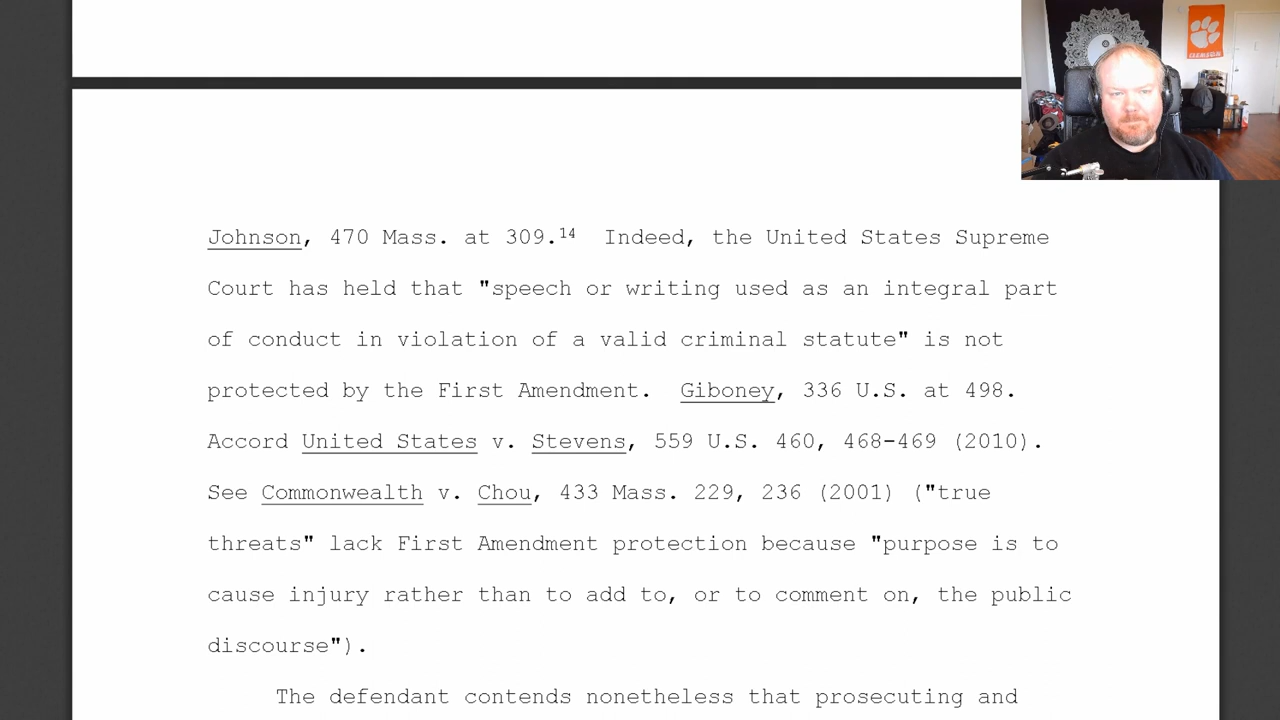 CLEMSON
Johnson, 470 Mass. at 309.14 Indeed, the United States Supreme
Court has held that "speech or writing used as an integral part
of conduct in violation of a valid criminal statute" is not
protected by the First Amendment. Giboney, 336 U.S. at 498.
Accord United States v. Stevens, 559 U.S. 460, 468-469 (2010).
See Commonwealth v. Chou, 433 Mass. 229, 236 (2001) ("true
threats" lack First Amendment protection because "purpose is to
cause injury rather than to add to, or to comment on, the public
discourse").
The defendant contends nonetheless that prosecuting and